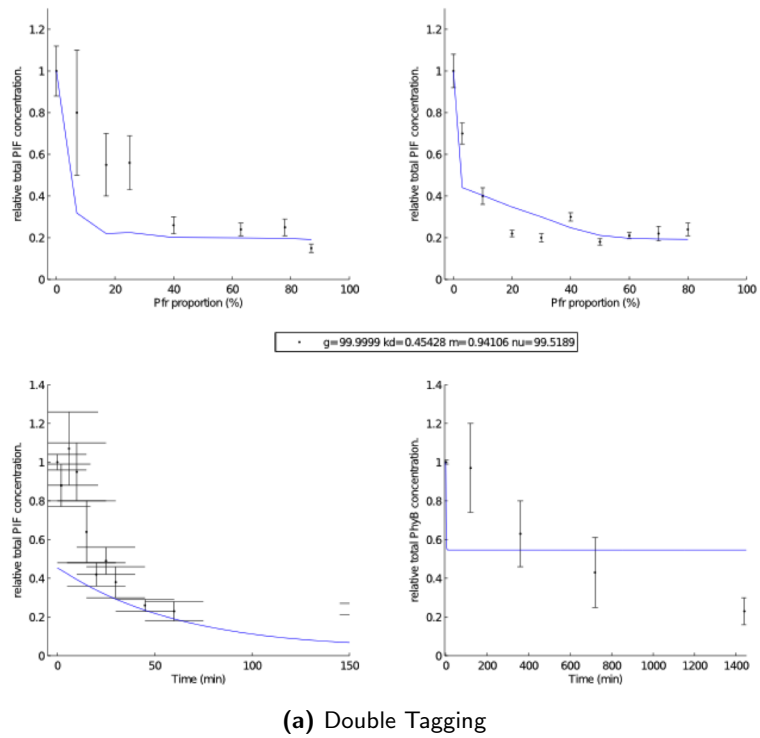 relative total PIF concentration.
1.2
1
0.8
0.6
0.4
0.2
0
0 20 40 60 80 100
Pfr proportion (%)
relative total PIF concentration.
1.2
1
0.8
0.6
0.4
0.2
0
0 20 40 60 80 100
Pfr proportion (%)
g=99.9999 kd=0.45428 m=0.94106 nu=99.5189
relative total PIF concentration.
1.4
1.2
1
0.8
0.6
0.4
0.2
0
0 50 100 150
Time (min)
relative total PhyB concentration.
1.4
1.2
1
0.8
0.6
0.4
0.2
0
0 200 400 600 800 1000 1200 1400
Time (min)
(a) Double Tagging